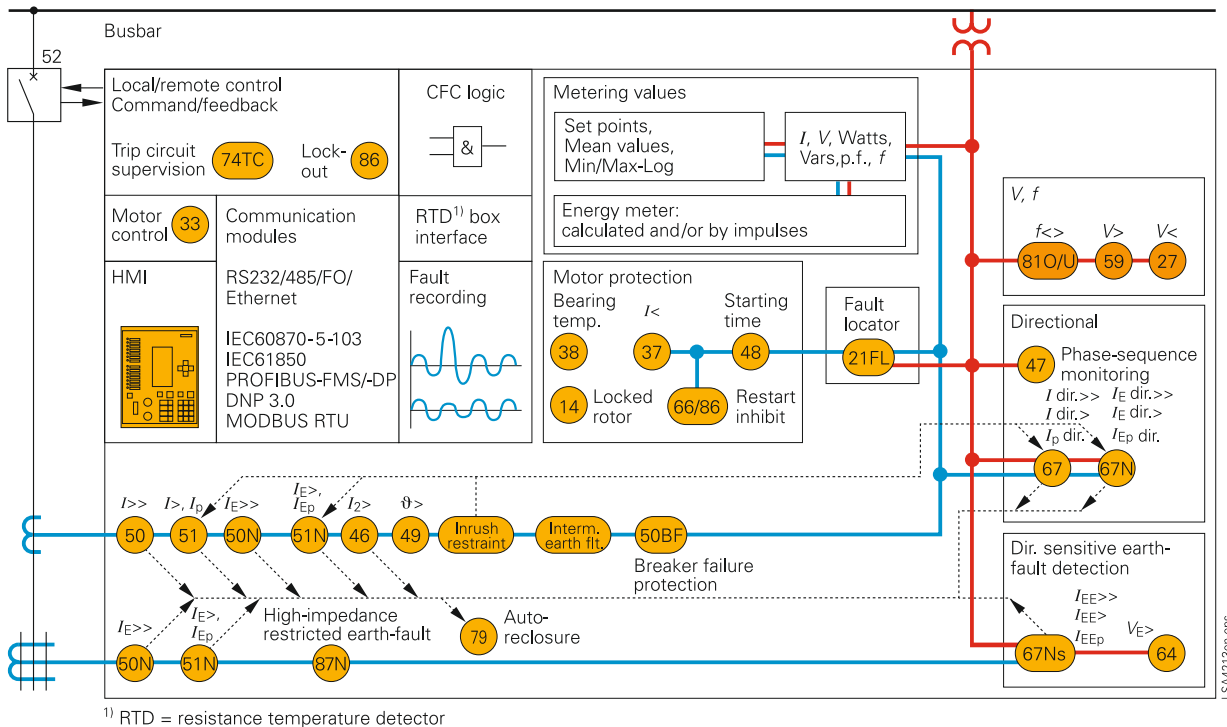 Busbar
52
Local/remote control
Command/feedback
Trip circuit
supervision
74TC
Lock-
out
86
CFC logic
&
Metering values
Set points,
Mean values,
Min/Max-Log
I, V, Watts,
Vars,p.f., f
Energy meter:
calculated and/or by impulses
Motor
control
33
Communication
modules
RS232/485/FO/
Ethernet
IEC60870-5-103
IEC61850
PROFIBUS-FMS/-DP
DNP 3.0
MODBUS RTU
RTD1) box
interface
HMI
Fault
recording
Motor protection
Bearing
temp.
I<
Starting
time
38
37
48
14
Locked
rotor
66/86
Restart
inhibit
Fault
locator
21FL
V, f
f<>
V>
V<
81O/U
59
27
Directional
47
Phase-sequence
monitoring
I dir.>>
I dir.>
Ip dir.
IE dir.>>
IE dir.>
IEp dir.
67
67N
I>>
I>, Ip
IE>>
IE>,
IEp
I2>
ϑ>
50
51
50N
51N
46
49
Inrush
restraint
Interm.
earth flt.
50BF
Breaker failure
protection
Dir. sensitive earth-
fault detection
IEE>>
IEE>
IEEp
VE>
67Ns
64
IE>>
IE>,
IEp
High-impedance
restricted earth-fault
79
Auto-
reclosure
50N
51N
87N
1) RTD = resistance temperature detector